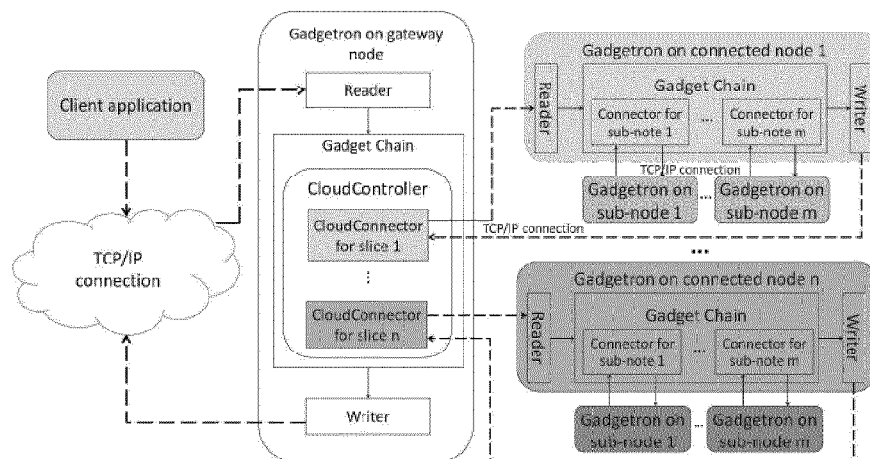 Client application
TCP/IP
connection
Gadgetron on gateway
node
Reader
Gadget Chain
CloudController
CloudConnector
for slice 1
⋮
CloudConnector
for slice n
Writer
Gadgetron on connected node 1
Reader
Gadget Chain
Connector for
sub-note 1
...
Connector for
sub-note m
Writer
TCP/IP connection
Gadgetron on
sub-node 1
...
Gadgetron on
sub-node m
TCP/IP connection
...
Gadgetron on connected node n
Reader
Gadget Chain
Connector for
sub-note 1
...
Connector for
sub-note m
Writer
Gadgetron on
sub-node 1
...
Gadgetron on
sub-node m